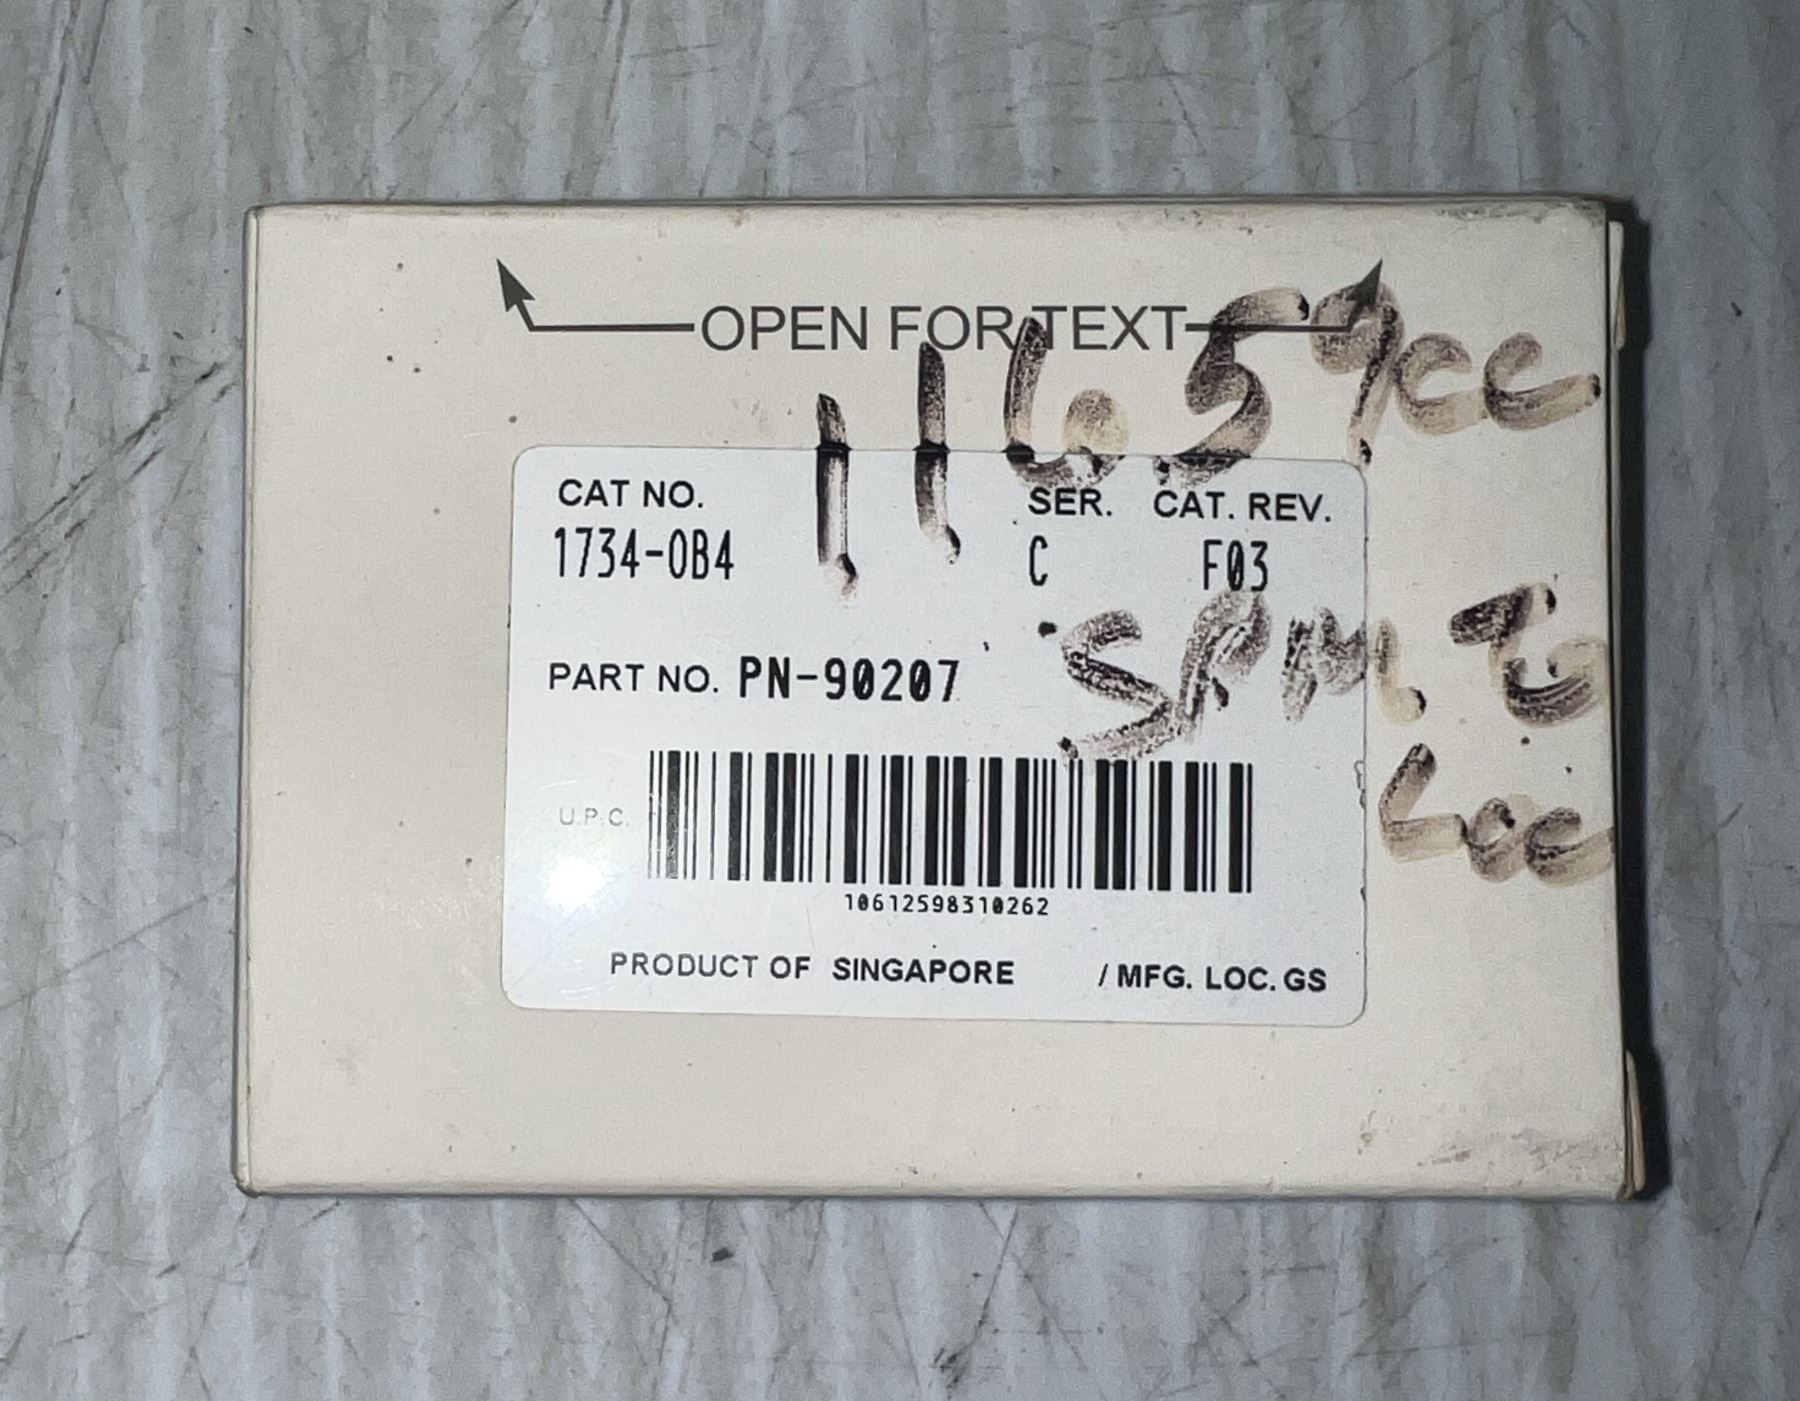 OPEN FOR TEXT
11659cc
CAT NO. SER. CAT. REV.
1734-OB4 C F03
PART NO. PN-90207
U.P.C.
10612598310262
PRODUCT OF SINGAPORE / MFG. LOC. GS